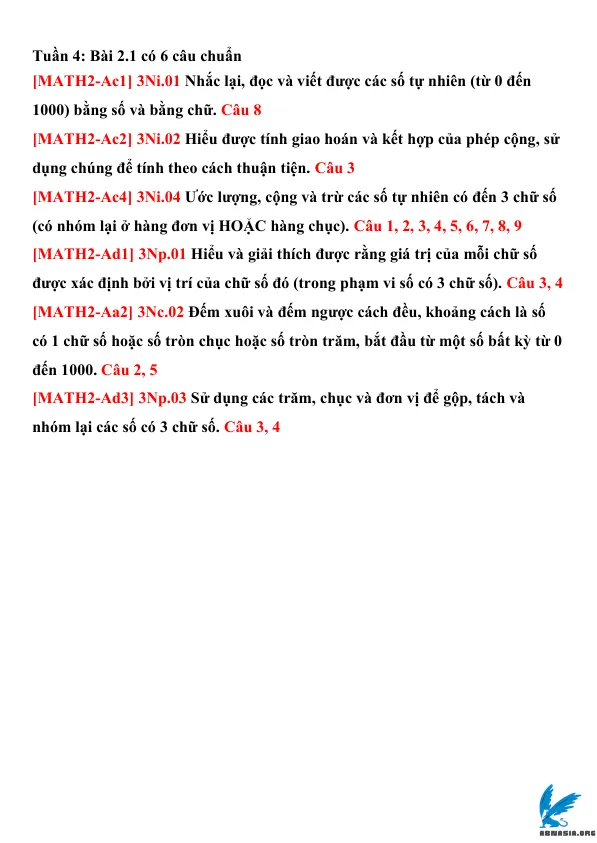 Tuần 4: Bài 2.1 có 6 câu chuẩn
[MATH2-Ac1] 3Ni.01 Nhắc lại, đọc và viết được các số tự nhiên (từ 0 đến
1000) bằng số và bằng chữ. Câu 8
[MATH2-Ac2] 3Ni.02 Hiểu được tính giao hoán và kết hợp của phép cộng, sử
dụng chúng để tính theo cách thuận tiện. Câu 3
[MATH2-Ac4] 3Ni.04 Ước lượng, cộng và trừ các số tự nhiên có đến 3 chữ số
(có nhóm lại ở hàng đơn vị HOẶC hàng chục). Câu 1, 2, 3, 4, 5, 6, 7, 8, 9
[MATH2-Ad1] 3Np.01 Hiểu và giải thích được rằng giá trị của mỗi chữ số
được xác định bởi vị trí của chữ số đó (trong phạm vi số có 3 chữ số). Câu 3, 4
[MATH2-Aa2] 3Nc.02 Đếm xuôi và đếm ngược cách đều, khoảng cách là số
có 1 chữ số hoặc số tròn chục hoặc số tròn trăm, bắt đầu từ một số bất kỳ từ 0
đến 1000. Câu 2, 5
[MATH2-Ad3] 3Np.03 Sử dụng các trăm, chục và đơn vị để gộp, tách và
nhóm lại các số có 3 chữ số. Câu 3, 4
ABNASIA.ORG